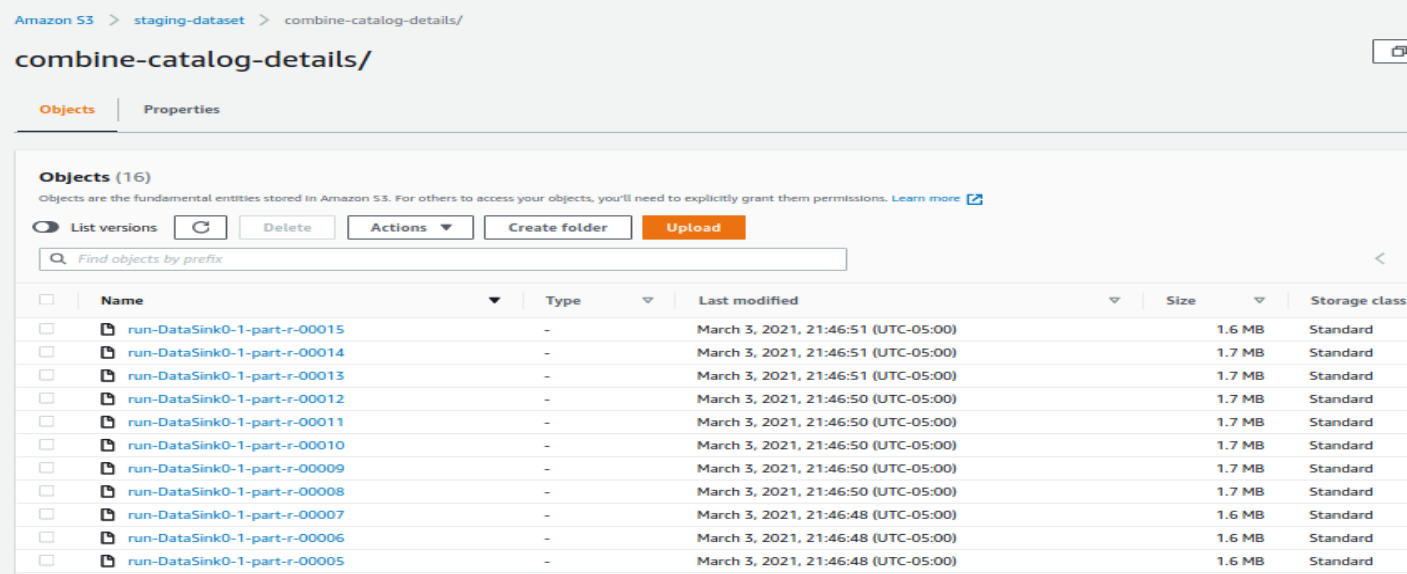 Amazon S3 > staging-dataset > combine-catalog-details/
combine-catalog-details/
Objects Properties
Objects (16)
Objects are the fundamental entities stored in Amazon S3. For others to access your objects, you'll need to explicitly grant them permissions. Learn more
List versions Delete Actions Create folder Upload
Find objects by prefix
Name Type Last modified Size Storage class
run-DataSink0-1-part-r-00015 - March 3, 2021, 21:46:51 (UTC-05:00) 1.6 MB Standard
run-DataSink0-1-part-r-00014 - March 3, 2021, 21:46:51 (UTC-05:00) 1.7 MB Standard
run-DataSink0-1-part-r-00013 - March 3, 2021, 21:46:51 (UTC-05:00) 1.7 MB Standard
run-DataSink0-1-part-r-00012 - March 3, 2021, 21:46:50 (UTC-05:00) 1.7 MB Standard
run-DataSink0-1-part-r-00011 - March 3, 2021, 21:46:50 (UTC-05:00) 1.7 MB Standard
run-DataSink0-1-part-r-00010 - March 3, 2021, 21:46:50 (UTC-05:00) 1.7 MB Standard
run-DataSink0-1-part-r-00009 - March 3, 2021, 21:46:50 (UTC-05:00) 1.7 MB Standard
run-DataSink0-1-part-r-00008 - March 3, 2021, 21:46:50 (UTC-05:00) 1.7 MB Standard
run-DataSink0-1-part-r-00007 - March 3, 2021, 21:46:48 (UTC-05:00) 1.6 MB Standard
run-DataSink0-1-part-r-00006 - March 3, 2021, 21:46:48 (UTC-05:00) 1.6 MB Standard
run-DataSink0-1-part-r-00005 - March 3, 2021, 21:46:48 (UTC-05:00) 1.6 MB Standard